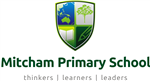 Mitcham Primary School
thinkers | learners | leaders